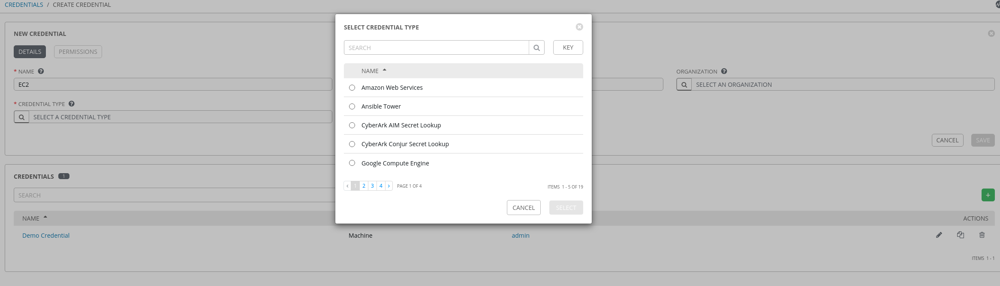 CREDENTIALS / CREATE CREDENTIAL
NEW CREDENTIAL
DETAILS PERMISSIONS
* NAME ?
EC2
* CREDENTIAL TYPE ?
SELECT A CREDENTIAL TYPE
ORGANIZATION ?
SELECT AN ORGANIZATION
CANCEL SAVE
SELECT CREDENTIAL TYPE
SEARCH KEY
NAME
Amazon Web Services
Ansible Tower
CyberArk AIM Secret Lookup
CyberArk Conjur Secret Lookup
Google Compute Engine
< 1 2 3 4 > PAGE 1 OF 4 ITEMS 1 - 5 OF 19
CANCEL SELECT
CREDENTIALS 1
SEARCH +
NAME ACTIONS
Demo Credential Machine admin
ITEMS 1 - 1